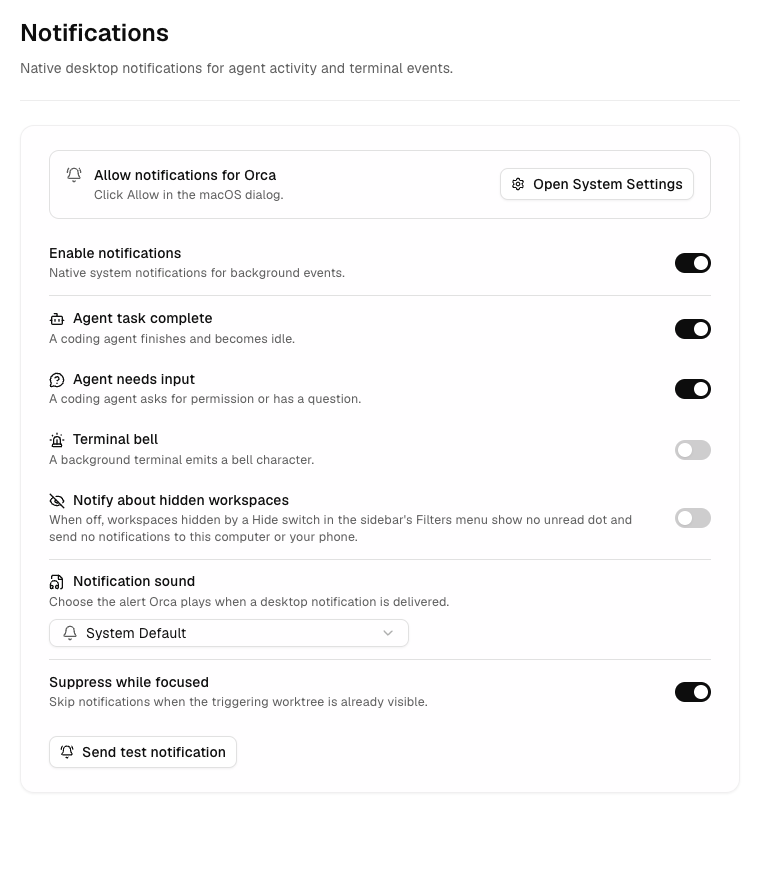 Notifications
Native desktop notifications for agent activity and terminal events.
Allow notifications for Orca
Click Allow in the macOS dialog.
Open System Settings
Enable notifications
Native system notifications for background events.
Agent task complete
A coding agent finishes and becomes idle.
Agent needs input
A coding agent asks for permission or has a question.
Terminal bell
A background terminal emits a bell character.
Notify about hidden workspaces
When off, workspaces hidden by a Hide switch in the sidebar's Filters menu show no unread dot and
send no notifications to this computer or your phone.
Notification sound
Choose the alert Orca plays when a desktop notification is delivered.
System Default
Suppress while focused
Skip notifications when the triggering worktree is already visible.
Send test notification